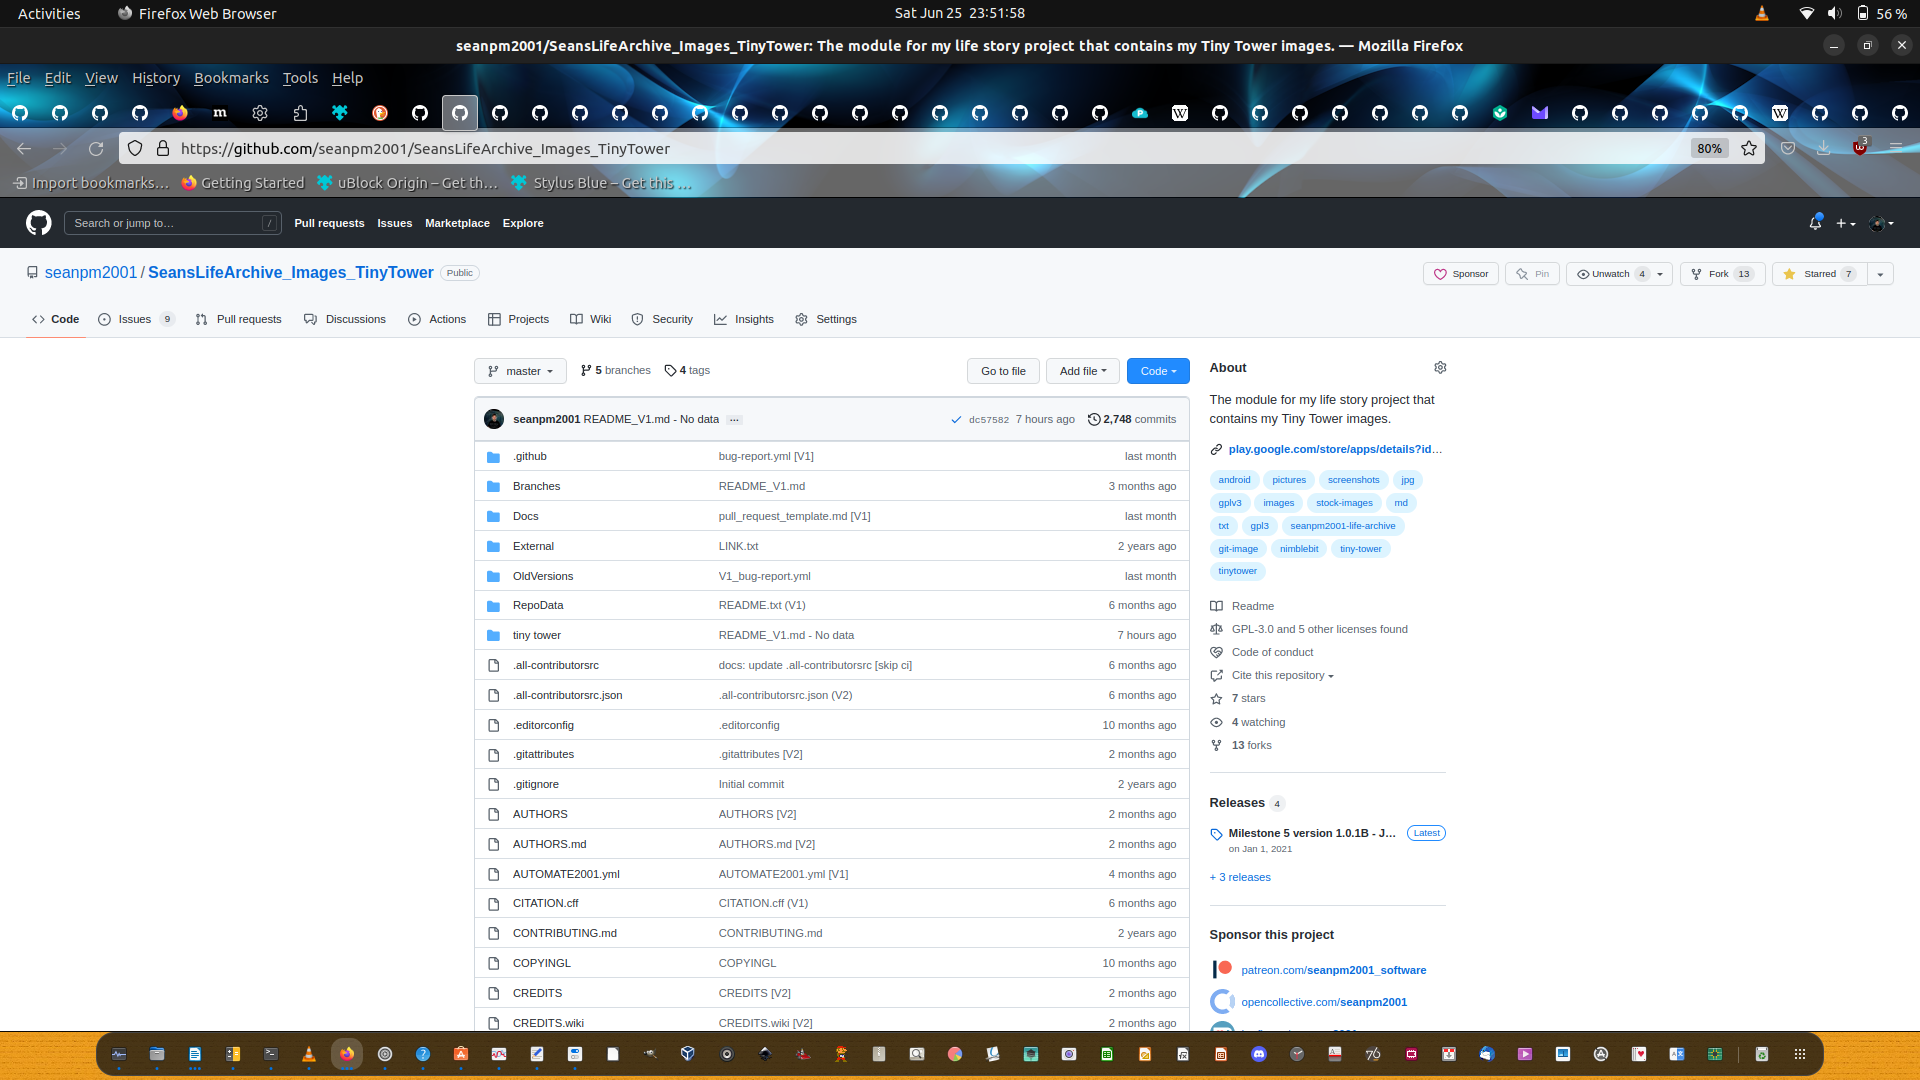 Activities Firefox Web Browser Sat Jun 25 23:51:58 56 %
seanpm2001/SeansLifeArchive_Images_TinyTower: The module for my life story project that contains my Tiny Tower images. — Mozilla Firefox
File Edit View History Bookmarks Tools Help
https://github.com/seanpm2001/SeansLifeArchive_Images_TinyTower 80% 3
Import bookmarks… Getting Started uBlock Origin – Get th… Stylus Blue – Get this …
Search or jump to… / Pull requests Issues Marketplace Explore
seanpm2001 / SeansLifeArchive_Images_TinyTower Public Sponsor Pin Unwatch 4 Fork 13 Starred 7
Code Issues 9 Pull requests Discussions Actions Projects Wiki Security Insights Settings
master 5 branches 4 tags Go to file Add file Code
seanpm2001 README_V1.md - No data … dc57582 7 hours ago 2,748 commits
.github bug-report.yml [V1] last month
Branches README_V1.md 3 months ago
Docs pull_request_template.md [V1] last month
External LINK.txt 2 years ago
OldVersions V1_bug-report.yml last month
RepoData README.txt (V1) 6 months ago
tiny tower README_V1.md - No data 7 hours ago
.all-contributorsrc docs: update .all-contributorsrc [skip ci] 6 months ago
.all-contributorsrc.json .all-contributorsrc.json (V2) 6 months ago
.editorconfig .editorconfig 10 months ago
.gitattributes .gitattributes [V2] 2 months ago
.gitignore Initial commit 2 years ago
AUTHORS AUTHORS [V2] 2 months ago
AUTHORS.md AUTHORS.md [V2] 2 months ago
AUTOMATE2001.yml AUTOMATE2001.yml [V1] 4 months ago
CITATION.cff CITATION.cff (V1) 6 months ago
CONTRIBUTING.md CONTRIBUTING.md 2 years ago
COPYINGL COPYINGL 10 months ago
CREDITS CREDITS [V2] 2 months ago
CREDITS.wiki CREDITS.wiki [V2] 2 months ago
About
The module for my life story project that
contains my Tiny Tower images.
play.google.com/store/apps/details?id…
android pictures screenshots jpg
gplv3 images stock-images md
txt gpl3 seanpm2001-life-archive
git-image nimblebit tiny-tower
tinytower
Readme
GPL-3.0 and 5 other licenses found
Code of conduct
Cite this repository
7 stars
4 watching
13 forks
Releases 4
Milestone 5 version 1.0.1B - J… Latest
on Jan 1, 2021
+ 3 releases
Sponsor this project
patreon.com/seanpm2001_software
opencollective.com/seanpm2001